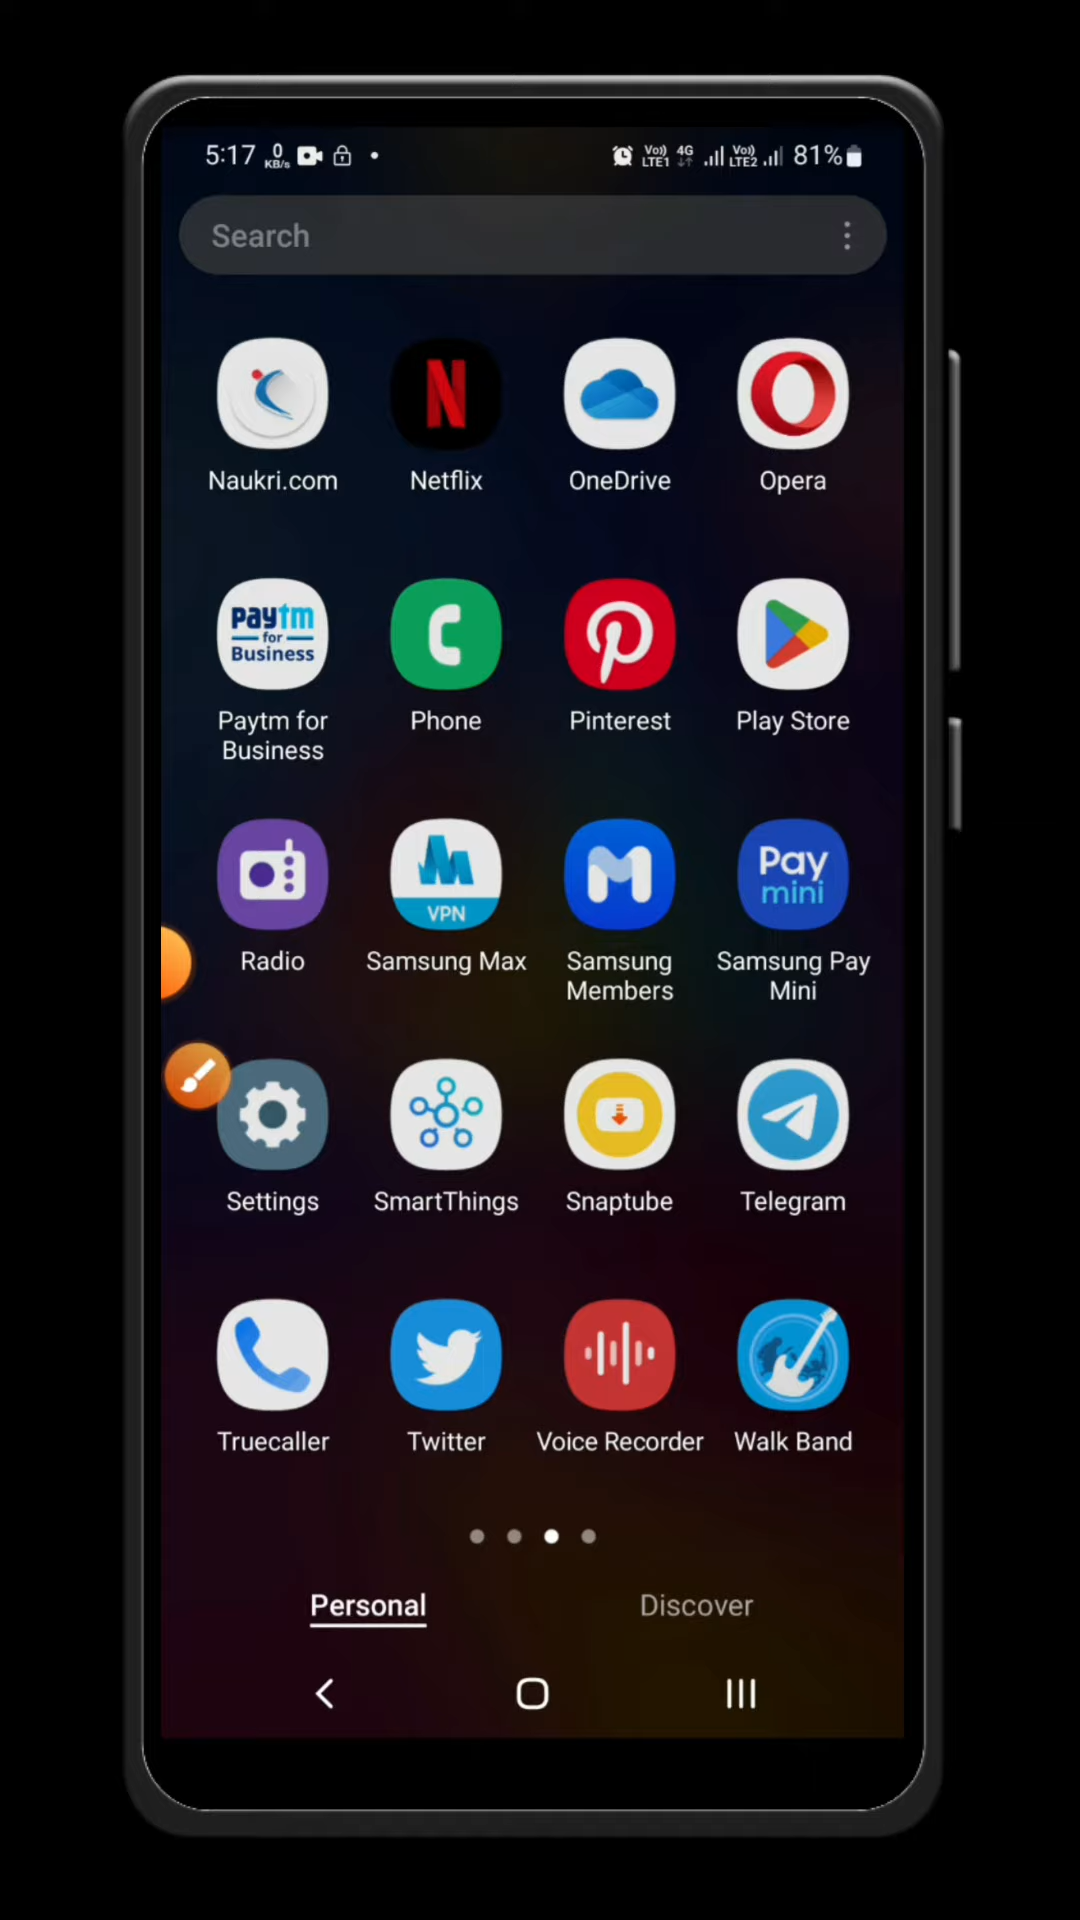 5:17 0 KB/s Vo)) LTE1 4G Vo)) LTE2 81%
Search
Naukri.com Netflix OneDrive Opera
paytm
for
Business
Paytm for Business Phone Pinterest Play Store
VPN
Pay
mini
Radio Samsung Max Samsung Members Samsung Pay Mini
Settings SmartThings Snaptube Telegram
Truecaller Twitter Voice Recorder Walk Band
Personal Discover